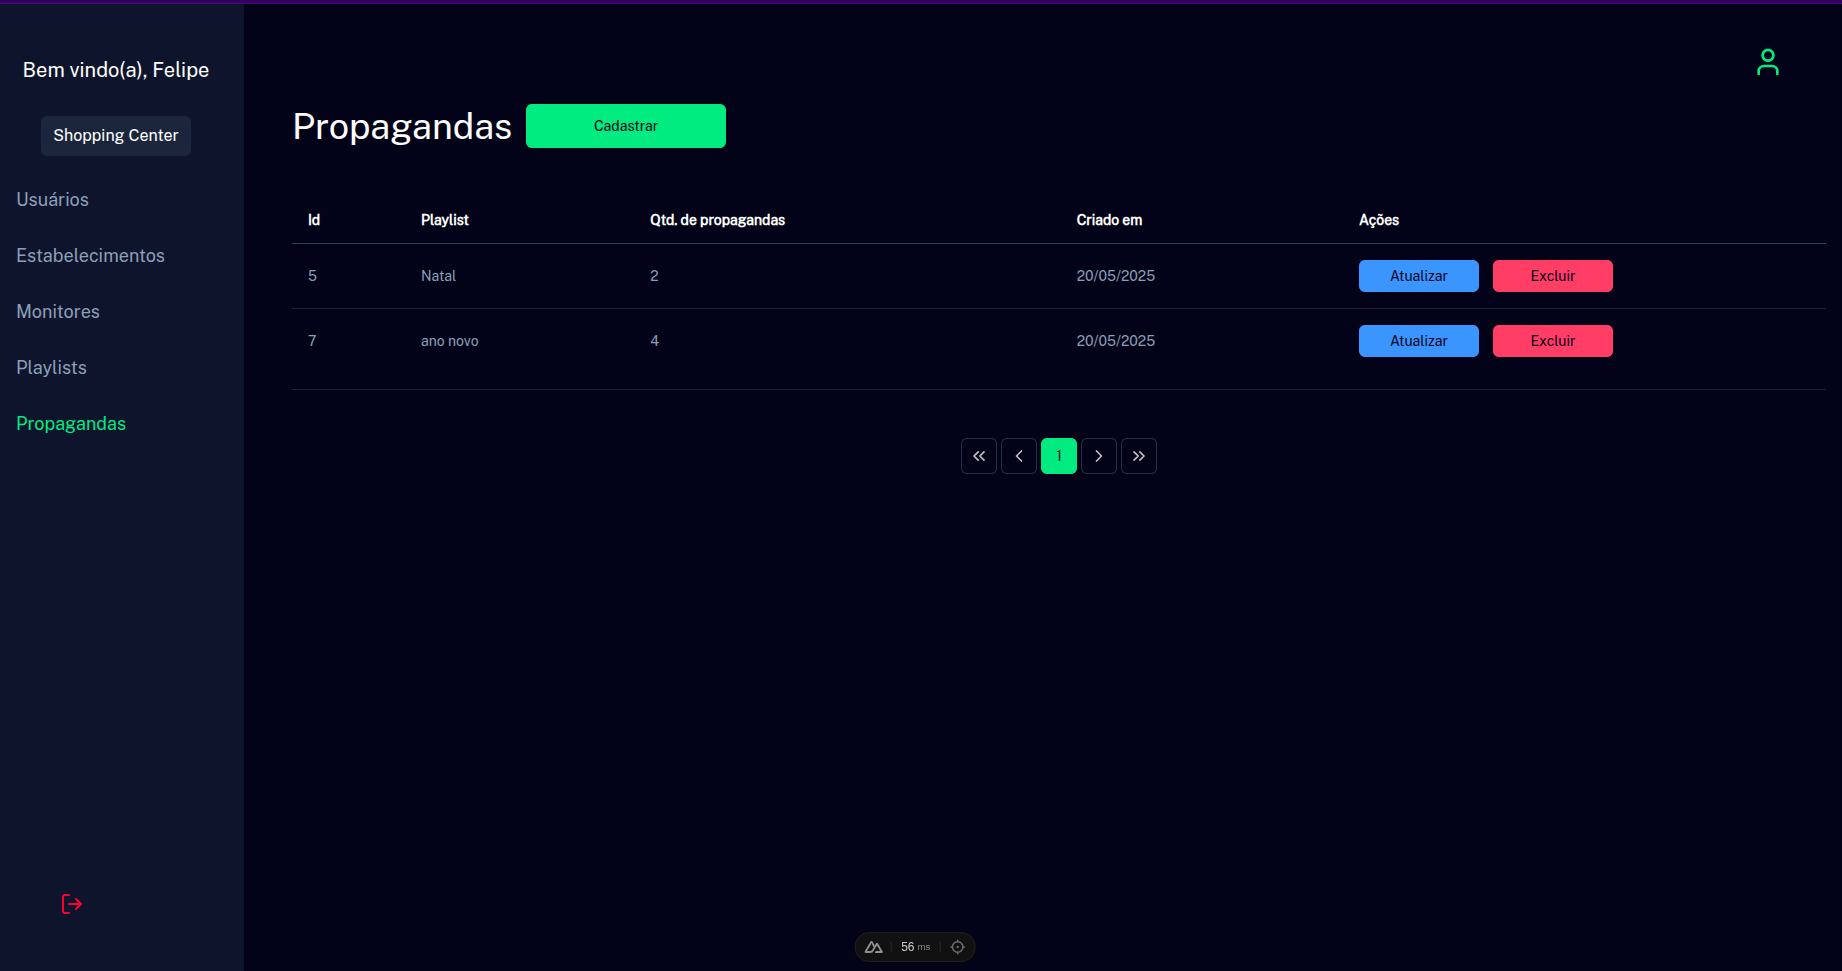 Bem vindo(a), Felipe
Shopping Center
Usuários
Estabelecimentos
Monitores
Playlists
Propagandas
Propagandas Cadastrar
Id Playlist Qtd. de propagandas Criado em Ações
5 Natal 2 20/05/2025 Atualizar Excluir
7 ano novo 4 20/05/2025 Atualizar Excluir
1
56 ms